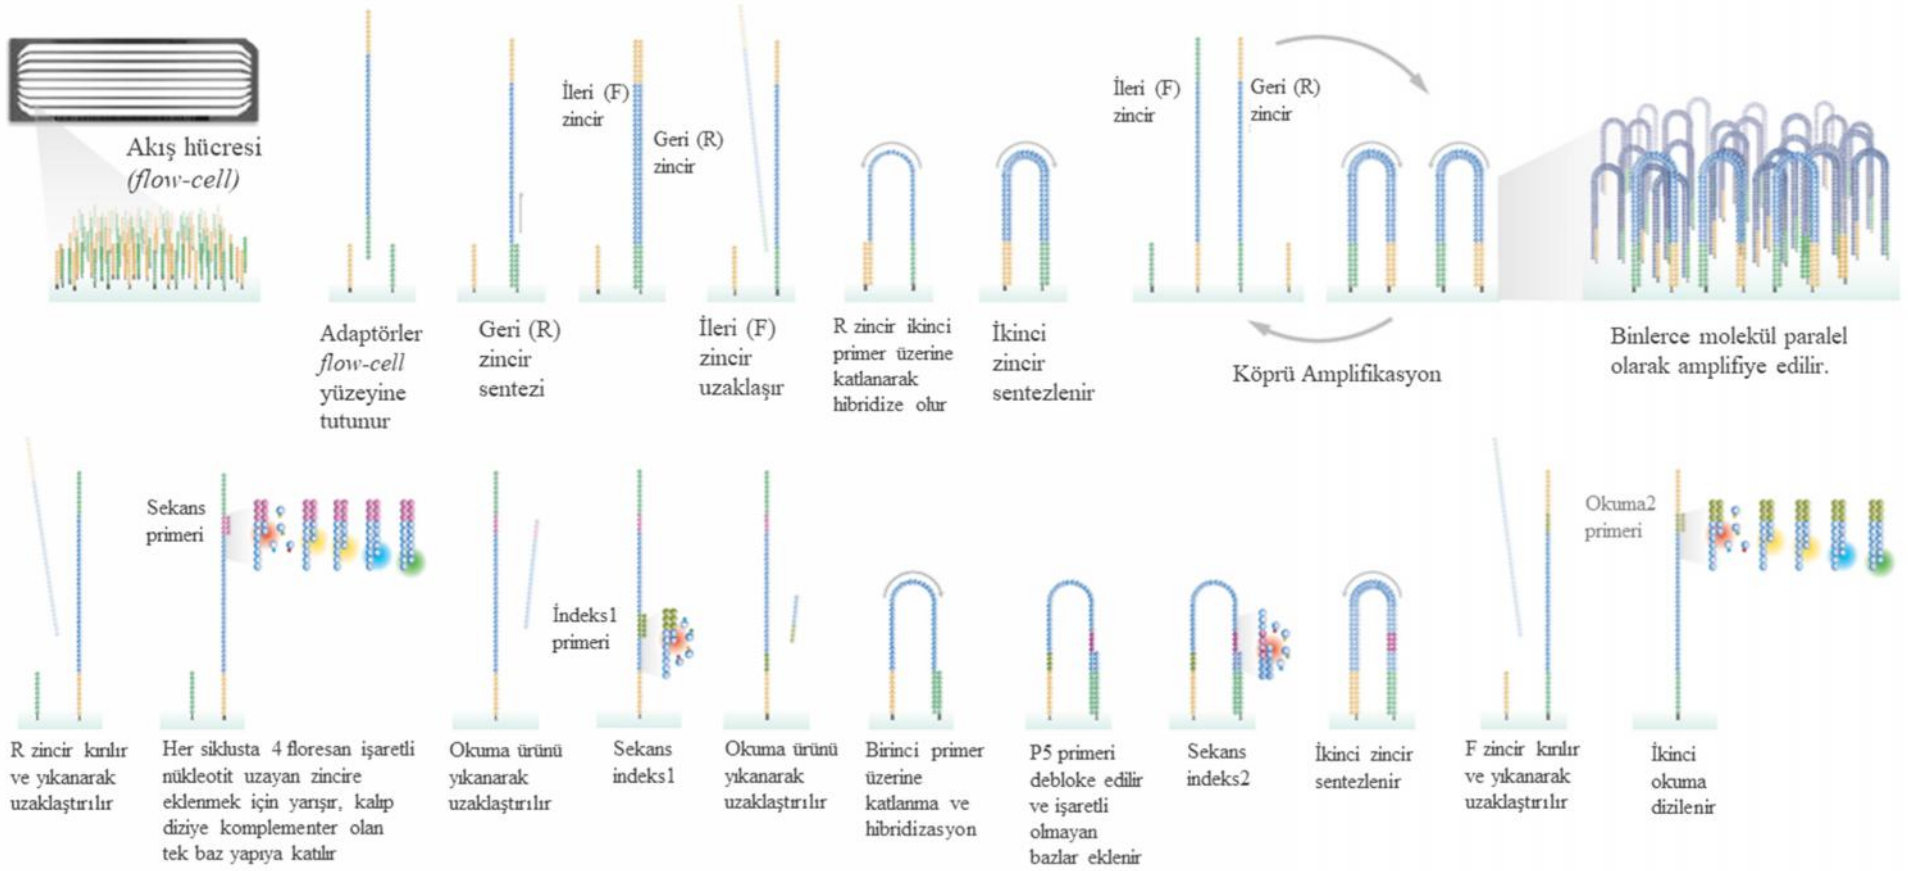 Akış hücresi
(flow-cell)
Adaptörler
flow-cell
yüzeyine
tutunur
Geri (R)
zincir
sentezi
İleri (F)
zincir
Geri (R)
zincir
İleri (F)
zincir
uzaklaşır
R zincir ikinci
primer üzerine
katlanarak
hibridize olur
İkinci
zincir
sentezlenir
İleri (F)
zincir
Geri (R)
zincir
Köprü Amplifikasyon
Binlerce molekül paralel
olarak amplifiye edilir.
R zincir kırılır
ve yıkanarak
uzaklaştırılır
Sekans
primeri
Her siklusta 4 floresan işaretli
nükleotit uzayan zincire
eklenmek için yarışır, kalıp
diziye komplementer olan
tek baz yapıya katılır
Okuma ürünü
yıkanarak
uzaklaştırılır
İndeks1
primeri
Sekans
indeks1
Okuma ürünü
yıkanarak
uzaklaştırılır
Birinci primer
üzerine
katlanma ve
hibridizasyon
P5 primeri
debloke edilir
ve işaretli
olmayan
bazlar eklenir
Sekans
indeks2
İkinci zincir
sentezlenir
F zincir kırılır
ve yıkanarak
uzaklaştırılır
Okuma2
primeri
İkinci
okuma
dizilenir